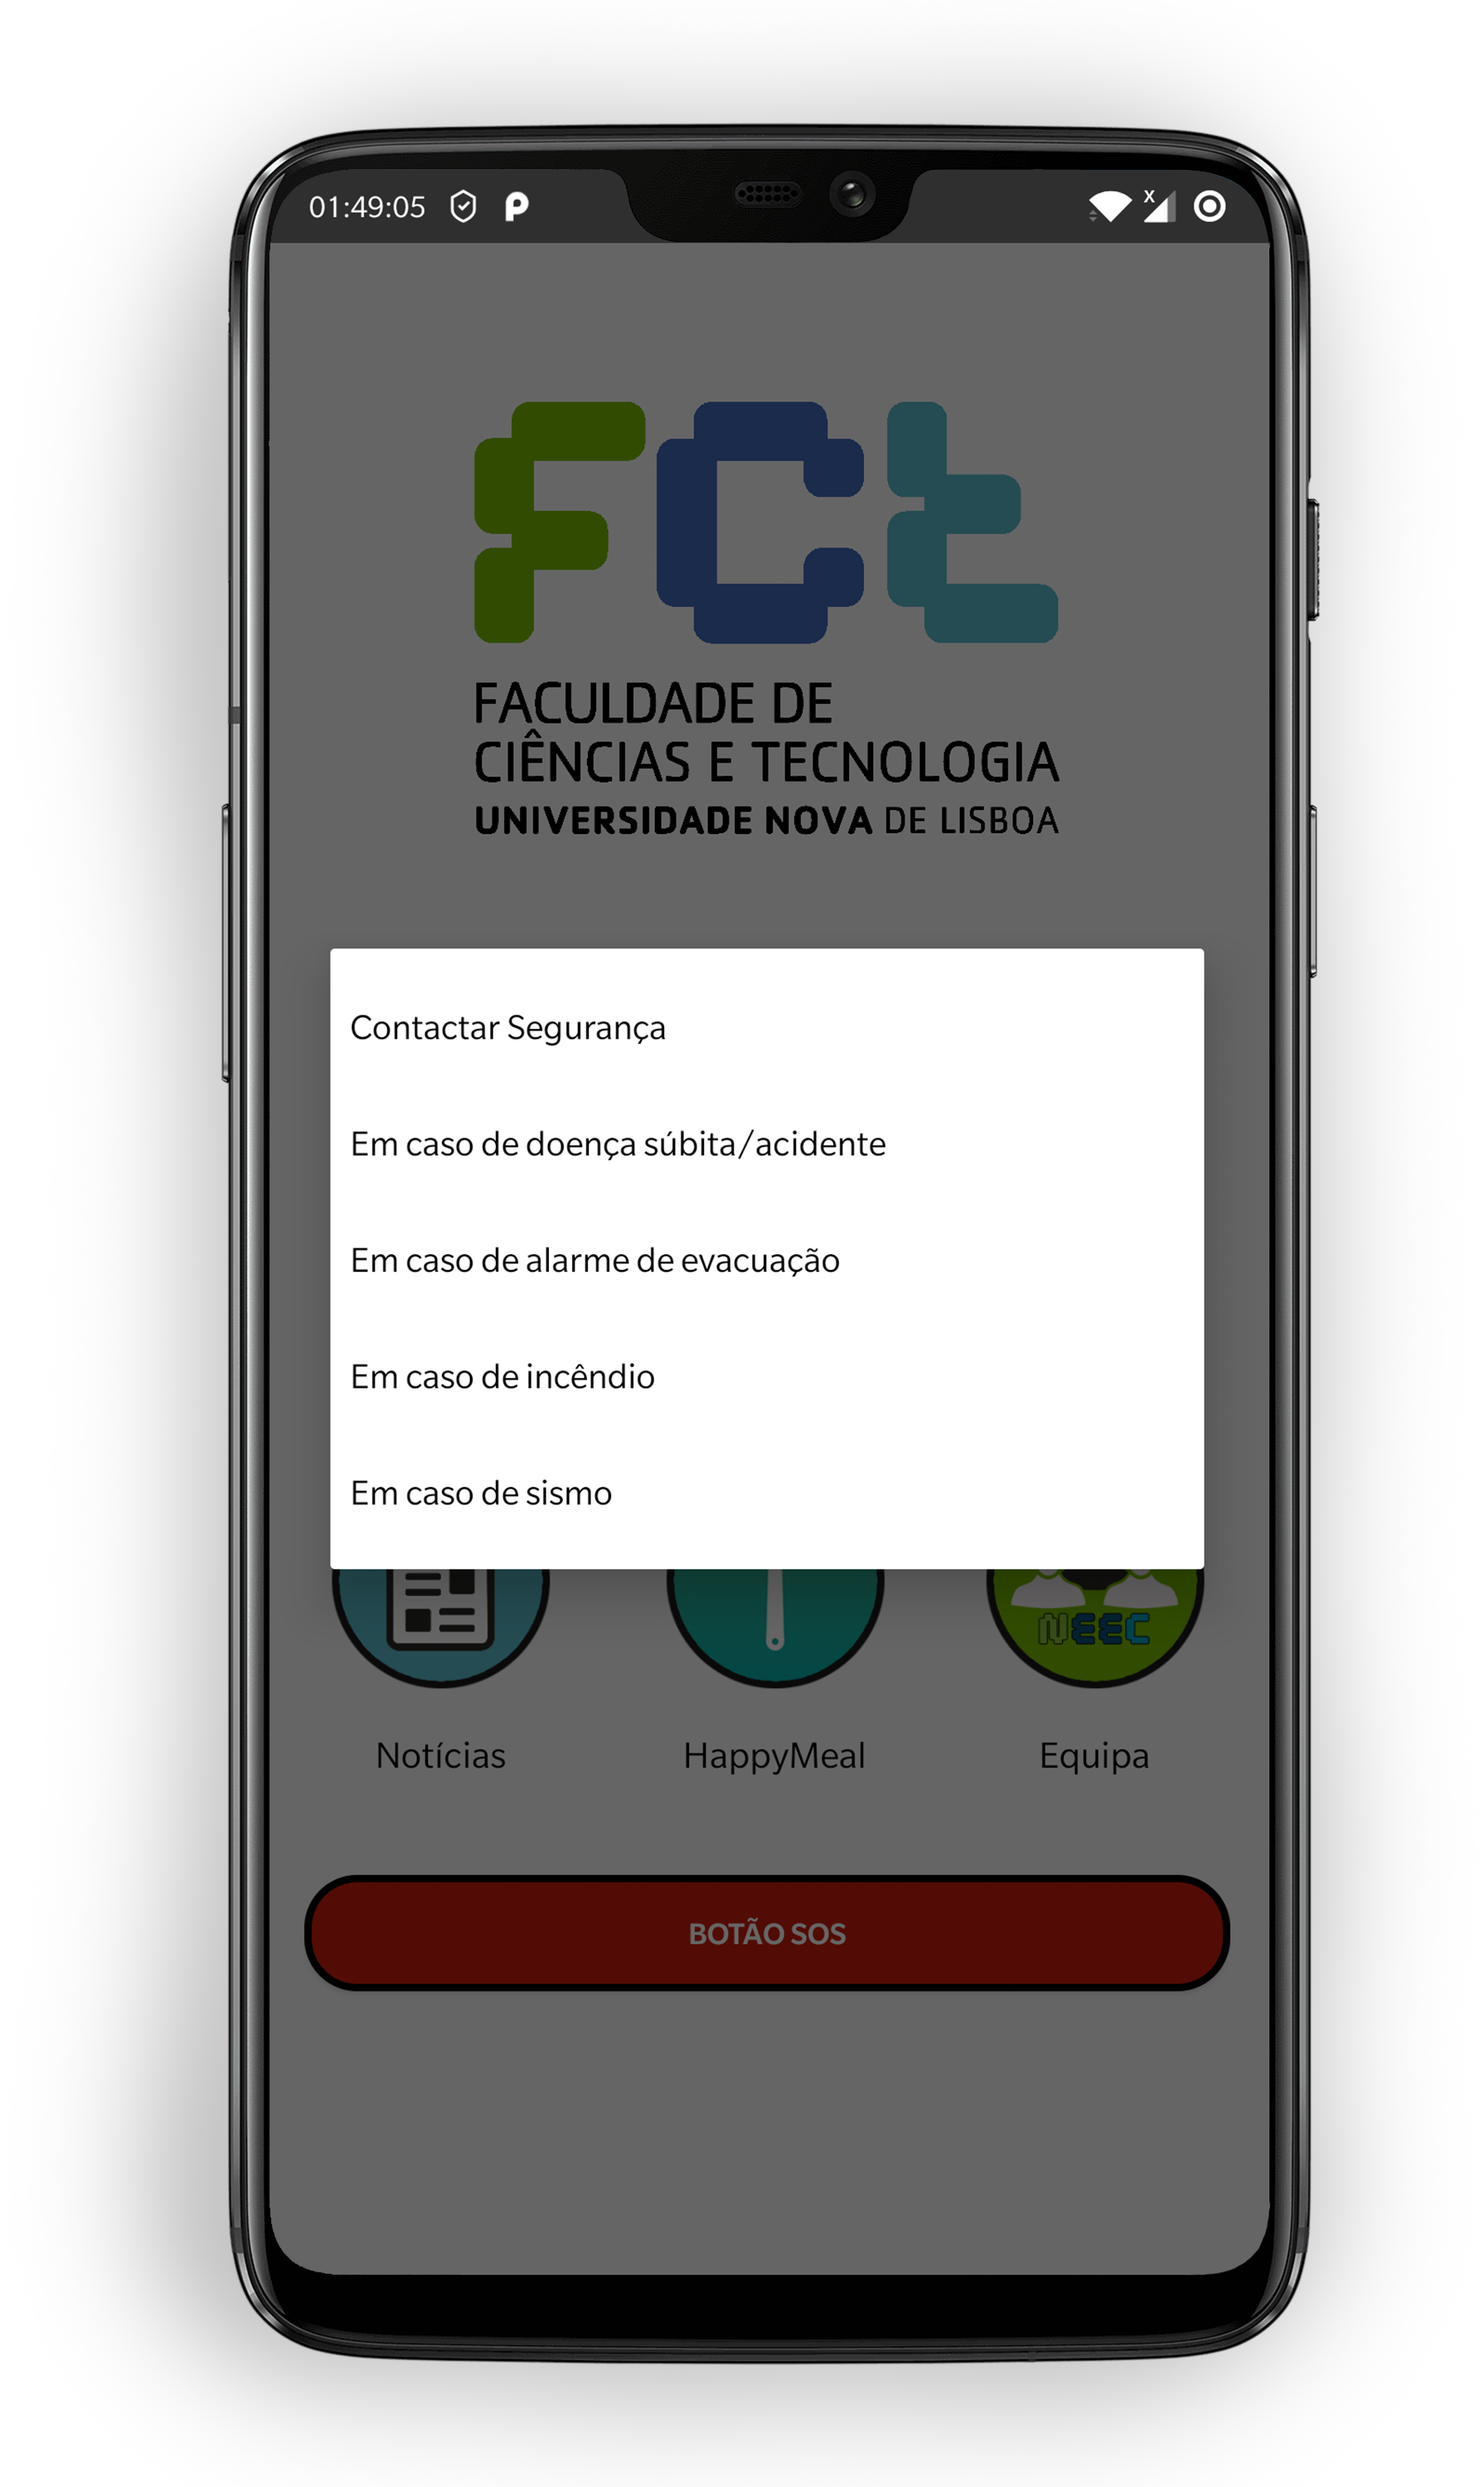 01:49:05
FCt
FACULDADE DE
CIÊNCIAS E TECNOLOGIA
UNIVERSIDADE NOVA DE LISBOA
Contactar Segurança
Em caso de doença súbita/acidente
Em caso de alarme de evacuação
Em caso de incêndio
Em caso de sismo
NEEC
Notícias HappyMeal Equipa
BOTÃO SOS